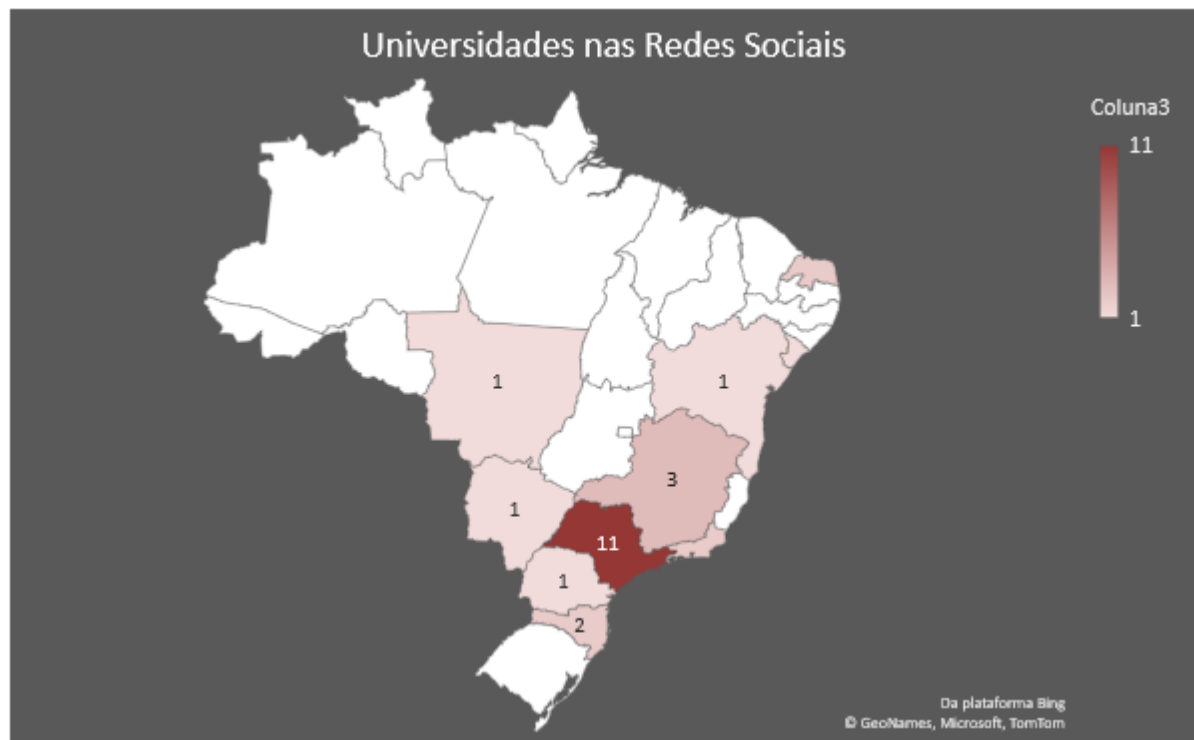 Universidades nas Redes Sociais
Coluna3
11
1
1
1
3
1
11
1
2
Da plataforma Bing
© GeoNames, Microsoft, TomTom